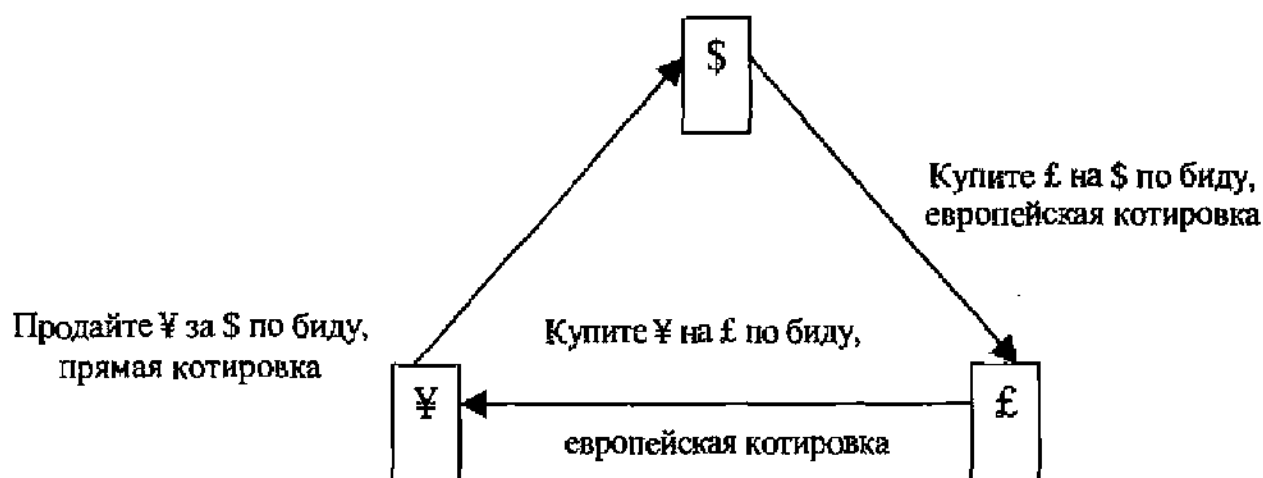 $
Купите £ на $ по биду,
европейская котировка
Продайте ¥ за $ по биду,
прямая котировка
Купите ¥ на £ по биду,
¥
£
европейская котировка